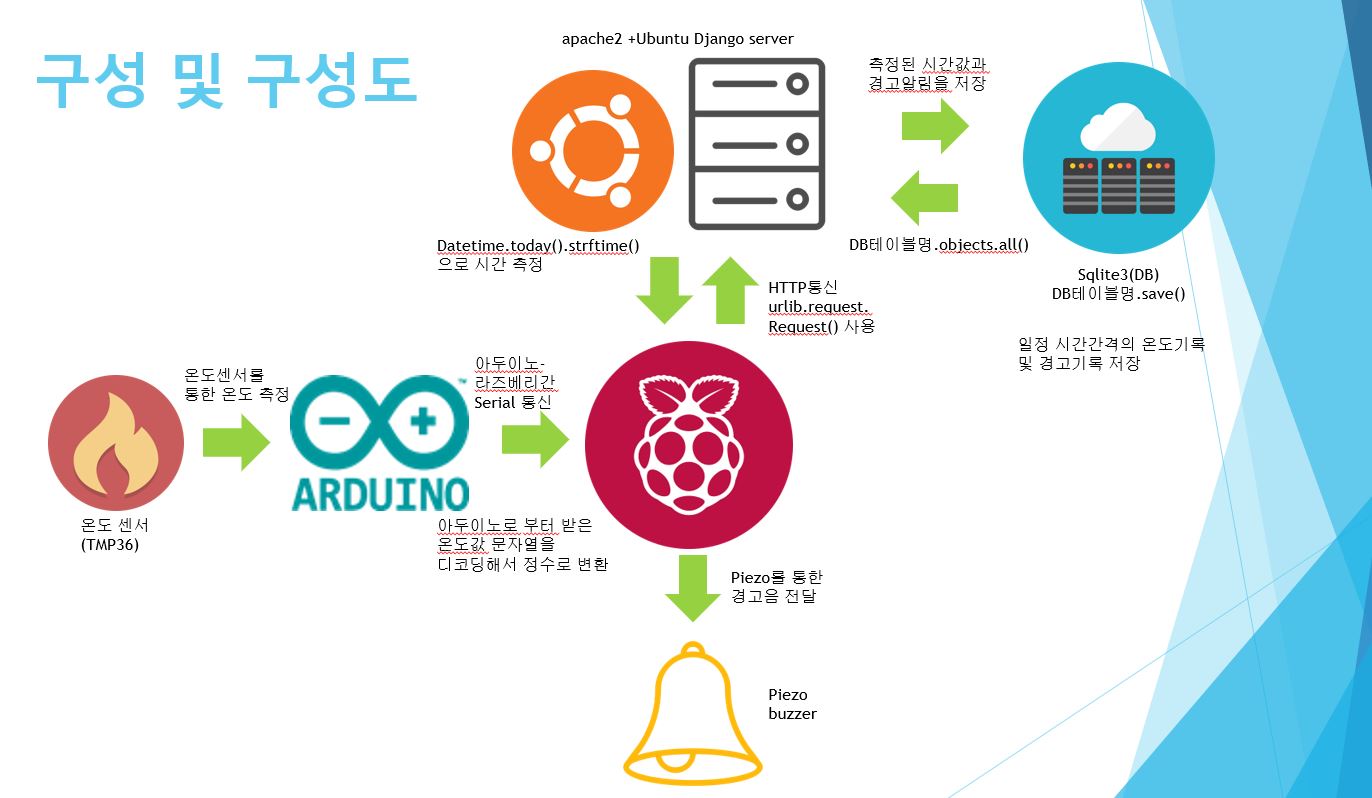 구성 및 구성도
apache2 +Ubuntu Django server
측정된 시간값과
경고알림을 저장
Datetime.today().strftime()
으로 시간 측정
DB테이블명.objects.all()
Sqlite3(DB)
DB테이블명.save()
HTTP통신
urlib.request.
Request() 사용
일정 시간간격의 온도기록
및 경고기록 저장
온도센서를
통한 온도 측정
아두이노-
라즈베리간
Serial 통신
TM
ARDUINO
온도 센서
(TMP36)
아두이노로 부터 받은
온도값 문자열을
디코딩해서 정수로 변환
Piezo를 통한
경고음 전달
Piezo
buzzer